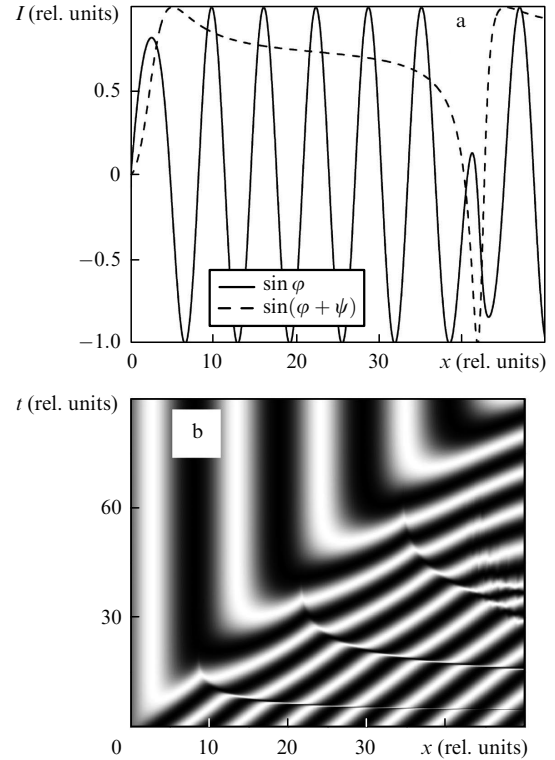 I (rel. units)
a
0.5
0
−0.5
−1.0
sin φ
sin(φ + ψ)
10
20
30
x (rel. units)
t (rel. units)
b
60
30
0
10
20
30
x (rel. units)